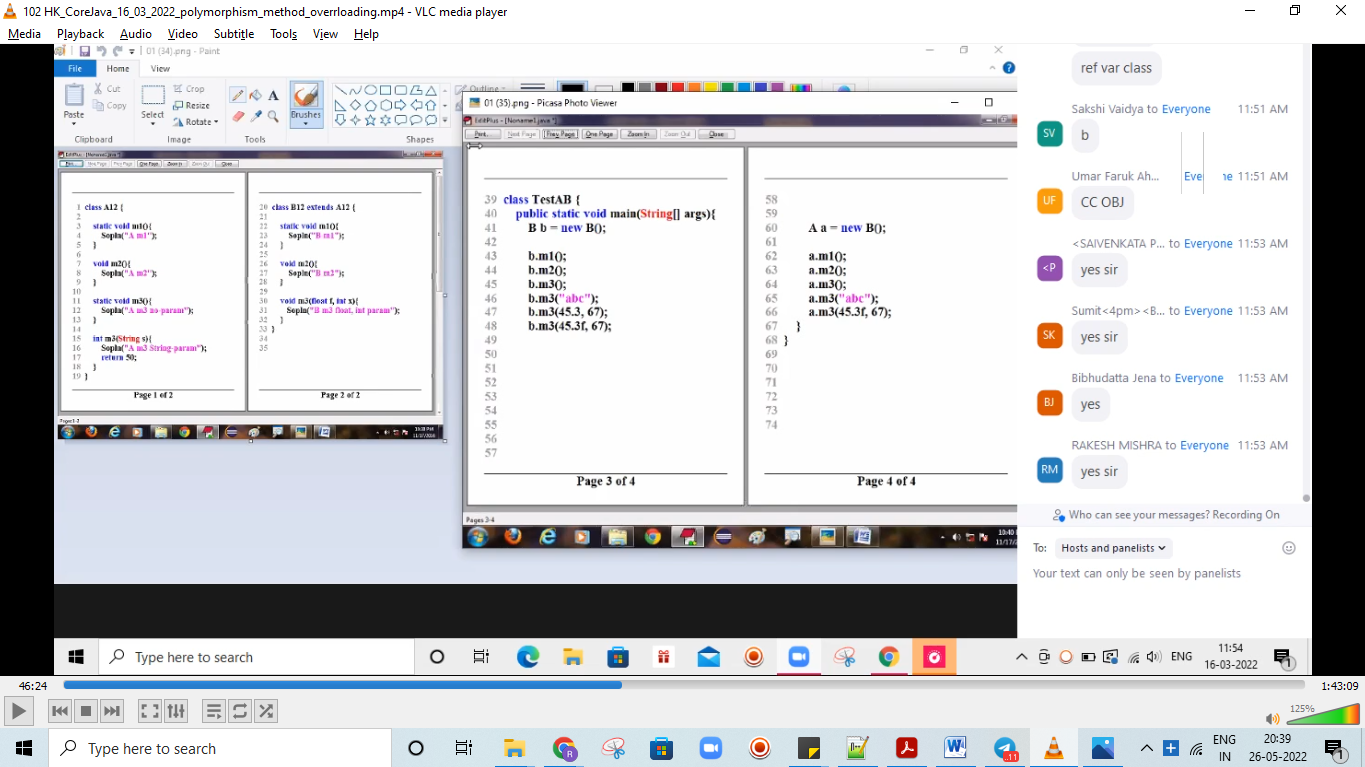 102 HK_CoreJava_16_03_2022_polymorphism_method_overrloading.mp4 - VLC media player
Media Playback Audio Video Subtitle Tools View Help
01 (34).png - Paint
File Home View
Paste
Cut
Copy
Clipboard
Select
Crop
Resize
Rotate
Image
Tools
Brushes
Shapes
Outline
EditPlus - [Noname1.java *]
1 class A12 {
2
3 static void m1(){
4 Sopln("A m1");
5 }
6
7 void m2(){
8 Sopln("A m2");
9 }
10
11 static void m3(){
12 Sopln("A m3 no-param");
13 }
14
15 int m3(String s){
16 Sopln("A m3 String-param");
17 return 50;
18 }
19 }
Page 1 of 2
20 class B12 extends A12 {
21
22 static void m1(){
23 Sopln("B m1");
24 }
25
26 void m2(){
27 Sopln("B m2");
28 }
29
30 void m3(float f, int x){
31 Sopln("B m3 float, int param");
32 }
33 }
34
35
Page 2 of 2
01 (35).png - Picasa Photo Viewer
EditPlus - [Noname1.java *]
Print... Next Page Prev Page One Page Zoom In Zoom Out Close
39 class TestAB {
40 public static void main(String[] args){
41 B b = new B();
42
43 b.m1();
44 b.m2();
45 b.m3();
46 b.m3("abc");
47 b.m3(45.3, 67);
48 b.m3(45.3f, 67);
49
50
51
52
53
54
55
56
57
Page 3 of 4
58
59
60 A a = new B();
61
62 a.m1();
63 a.m2();
64 a.m3();
65 a.m3("abc");
66 a.m3(45.3f, 67);
67 }
68 }
69
70
71
72
73
74
Page 4 of 4
Pages 3-4
10:40
11/17/2
ref var class
Sakshi Vaidya to Everyone 11:51 AM
SV
b
Umar Faruk Ah... Eve ne 11:51 AM
UF
CC OBJ
<SAIVENKATA P... to Everyone 11:53 AM
<P
yes sir
Sumit<4pm> <B... to Everyone 11:53 AM
SK
yes sir
Bibhudatta Jena to Everyone 11:53 AM
BJ
yes
RAKESH MISHRA to Everyone 11:53 AM
RM
yes sir
Who can see your messages? Recording On
To: Hosts and panelists
Your text can only be seen by panelists
Type here to search
ENG
11:54
16-03-2022
1
46:24
1:43:09
125%
Type here to search
R
11
ENG
IN
20:39
26-05-2022
1